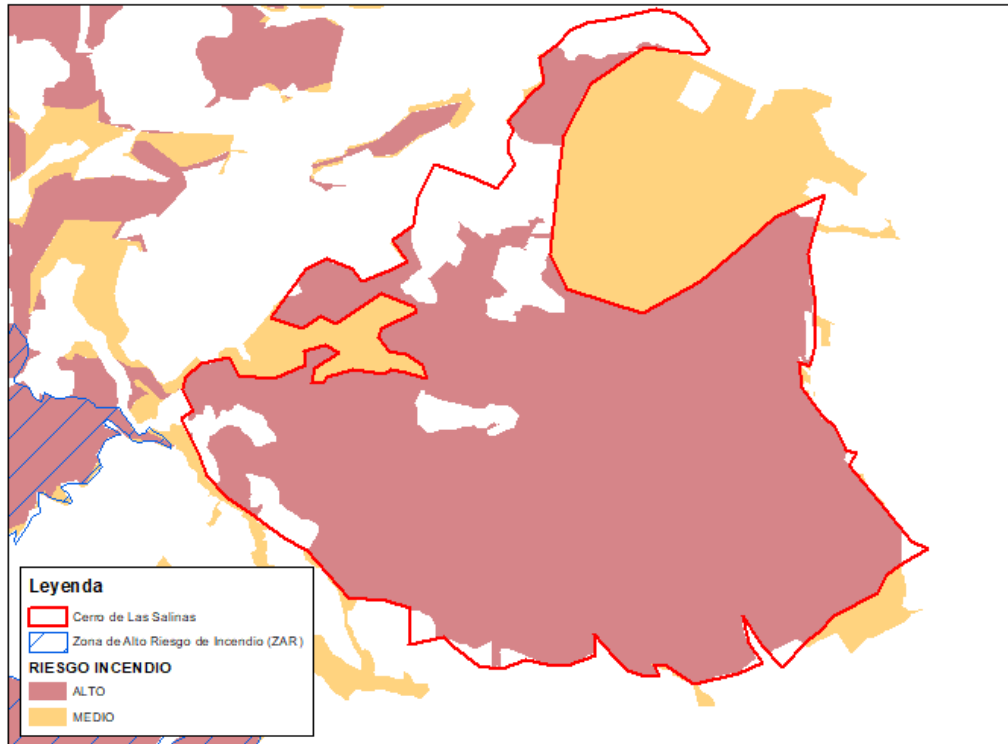 Leyenda
Cerro de Las Salinas
Zona de Alto Riesgo de Incendio (ZAR)
RIESGO INCENDIO
ALTO
MEDIO